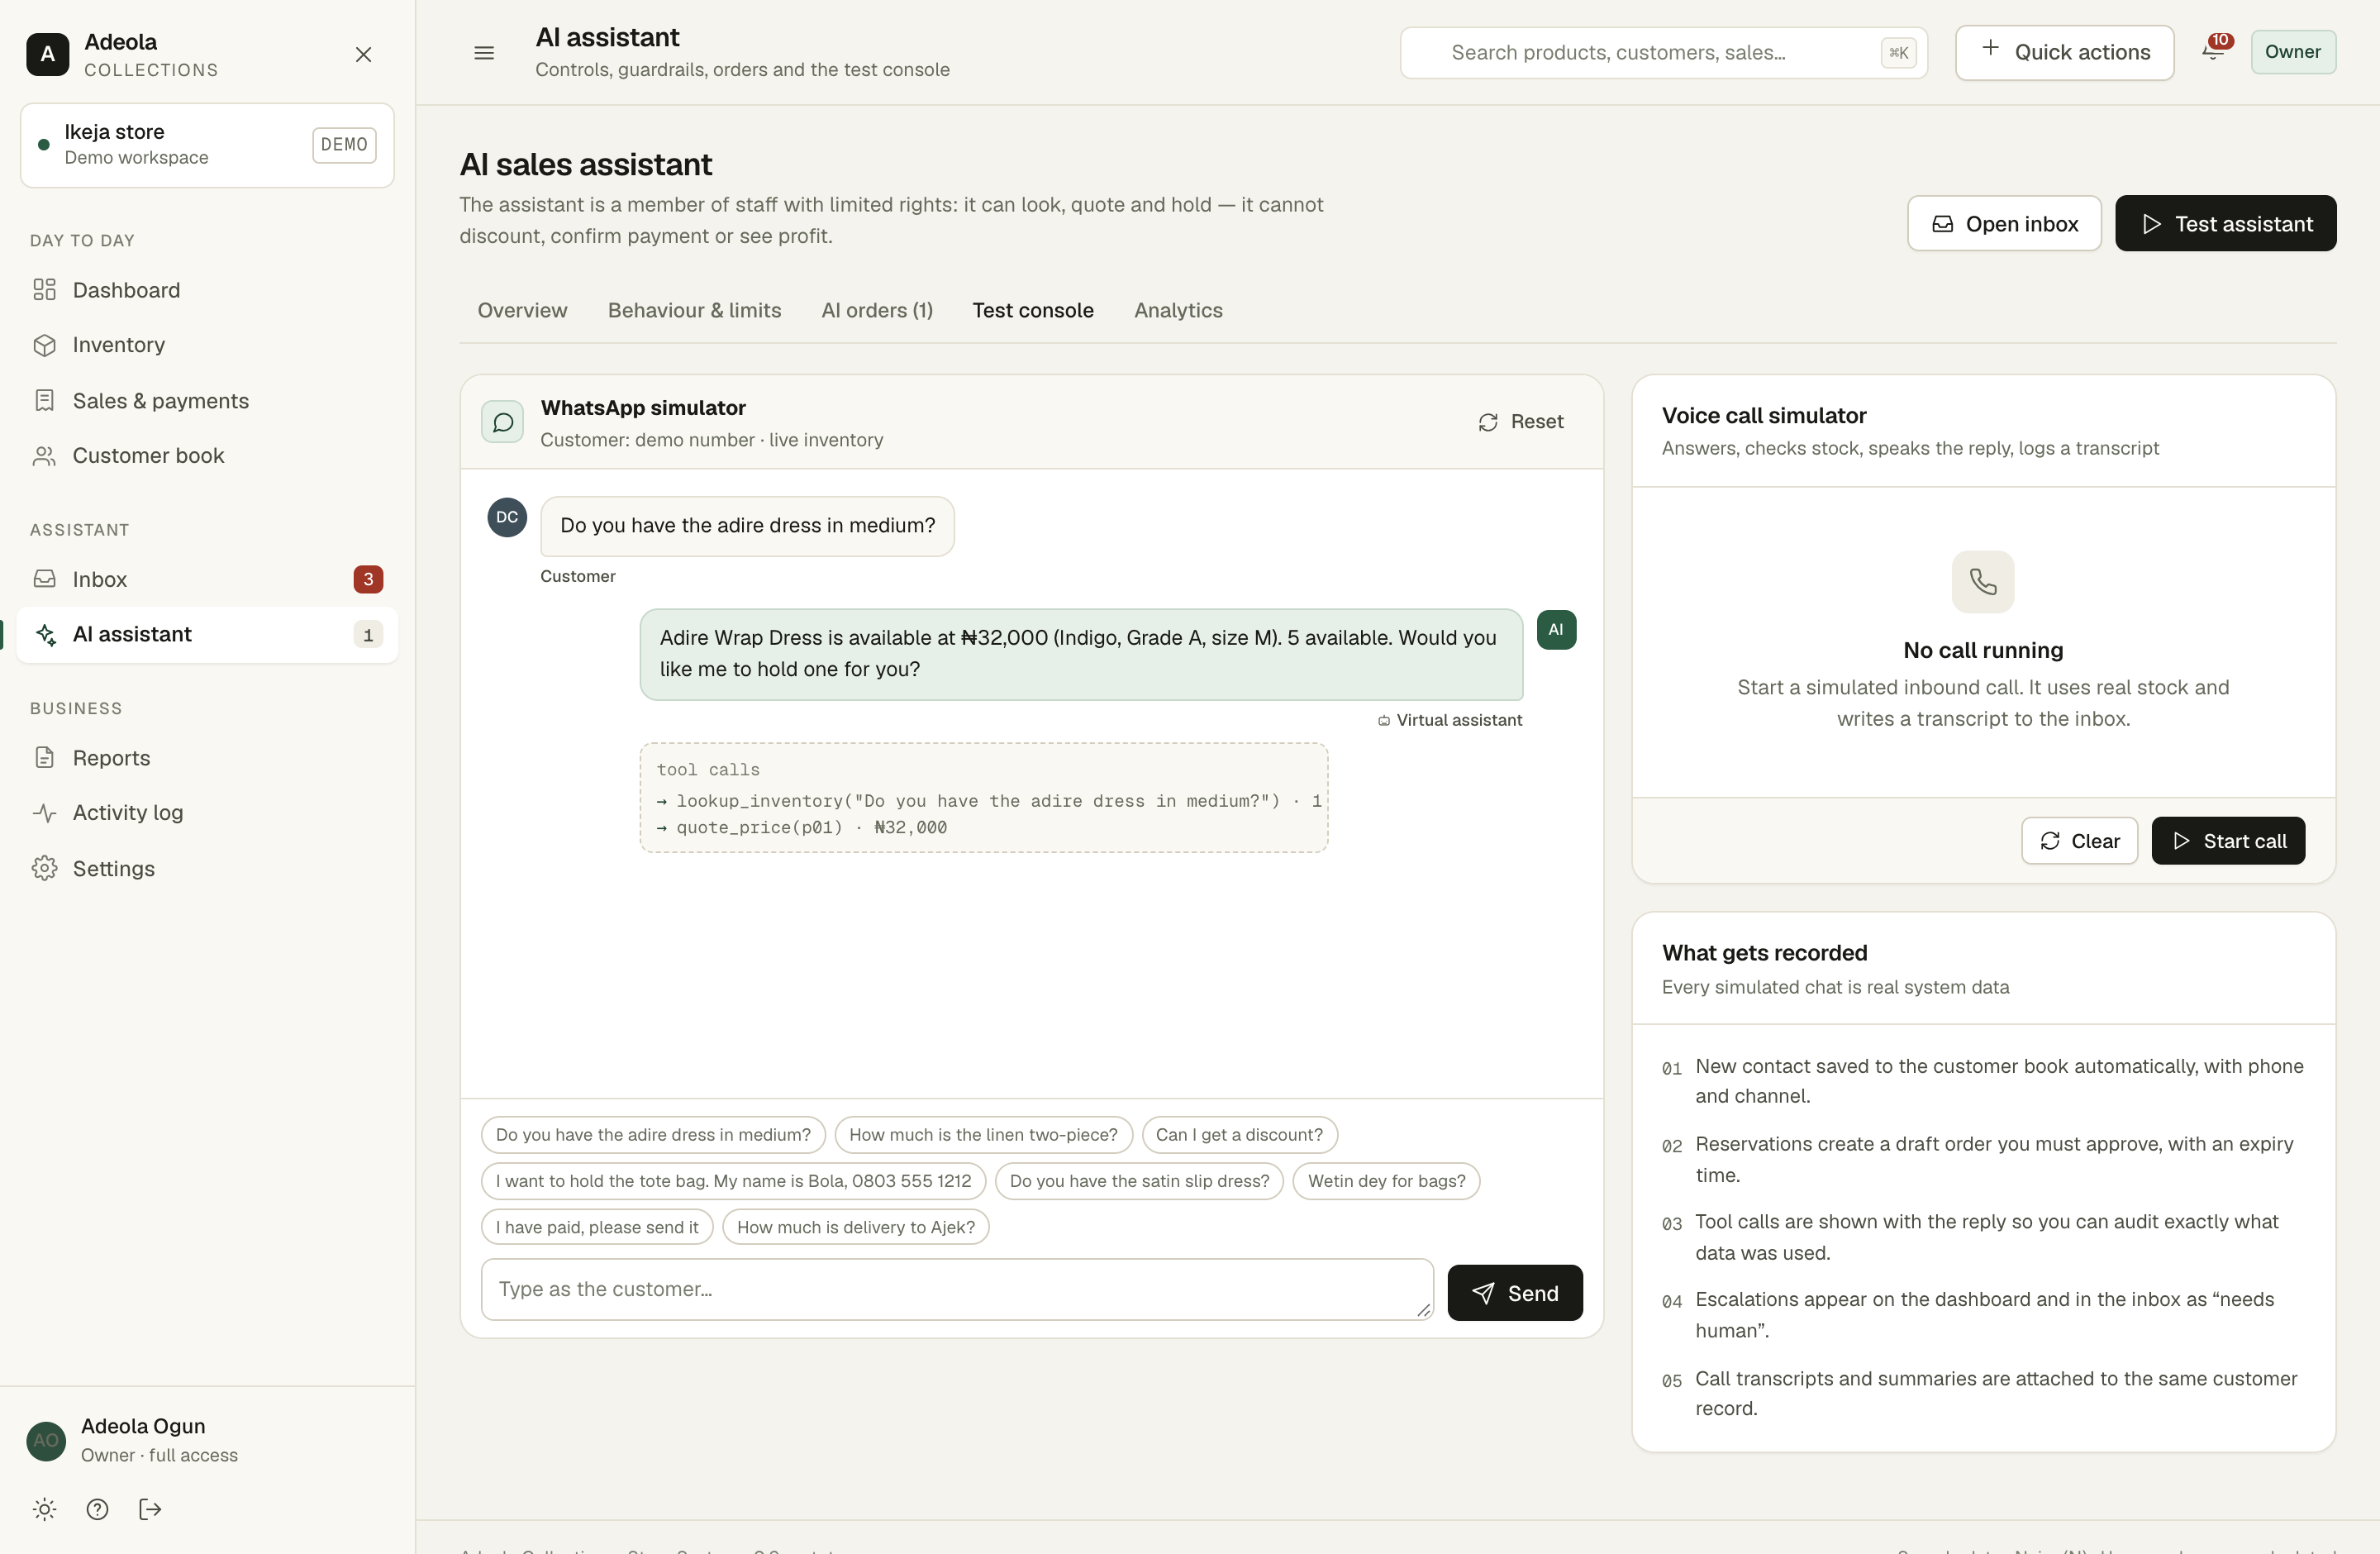 A
Adeola
COLLECTIONS
Ikeja store
Demo workspace
DEMO
DAY TO DAY
Dashboard
Inventory
Sales & payments
Customer book
ASSISTANT
Inbox
3
AI assistant
1
BUSINESS
Reports
Activity log
Settings
AO
Adeola Ogun
Owner · full access
AI assistant
Controls, guardrails, orders and the test console
Search products, customers, sales...
⌘K
Quick actions
10
Owner
AI sales assistant
The assistant is a member of staff with limited rights: it can look, quote and hold — it cannot
discount, confirm payment or see profit.
Open inbox
Test assistant
Overview
Behaviour & limits
AI orders (1)
Test console
Analytics
WhatsApp simulator
Customer: demo number · live inventory
Reset
DC
Do you have the adire dress in medium?
Customer
Adire Wrap Dress is available at ₦32,000 (Indigo, Grade A, size M). 5 available. Would you
like me to hold one for you?
AI
Virtual assistant
tool calls
→ lookup_inventory("Do you have the adire dress in medium?") · 1
→ quote_price(p01) · ₦32,000
Do you have the adire dress in medium?
How much is the linen two-piece?
Can I get a discount?
I want to hold the tote bag. My name is Bola, 0803 555 1212
Do you have the satin slip dress?
Wetin dey for bags?
I have paid, please send it
How much is delivery to Ajek?
Type as the customer...
Send
Voice call simulator
Answers, checks stock, speaks the reply, logs a transcript
No call running
Start a simulated inbound call. It uses real stock and
writes a transcript to the inbox.
Clear
Start call
What gets recorded
Every simulated chat is real system data
01 New contact saved to the customer book automatically, with phone
and channel.
02 Reservations create a draft order you must approve, with an expiry
time.
03 Tool calls are shown with the reply so you can audit exactly what
data was used.
04 Escalations appear on the dashboard and in the inbox as “needs
human”.
05 Call transcripts and summaries are attached to the same customer
record.